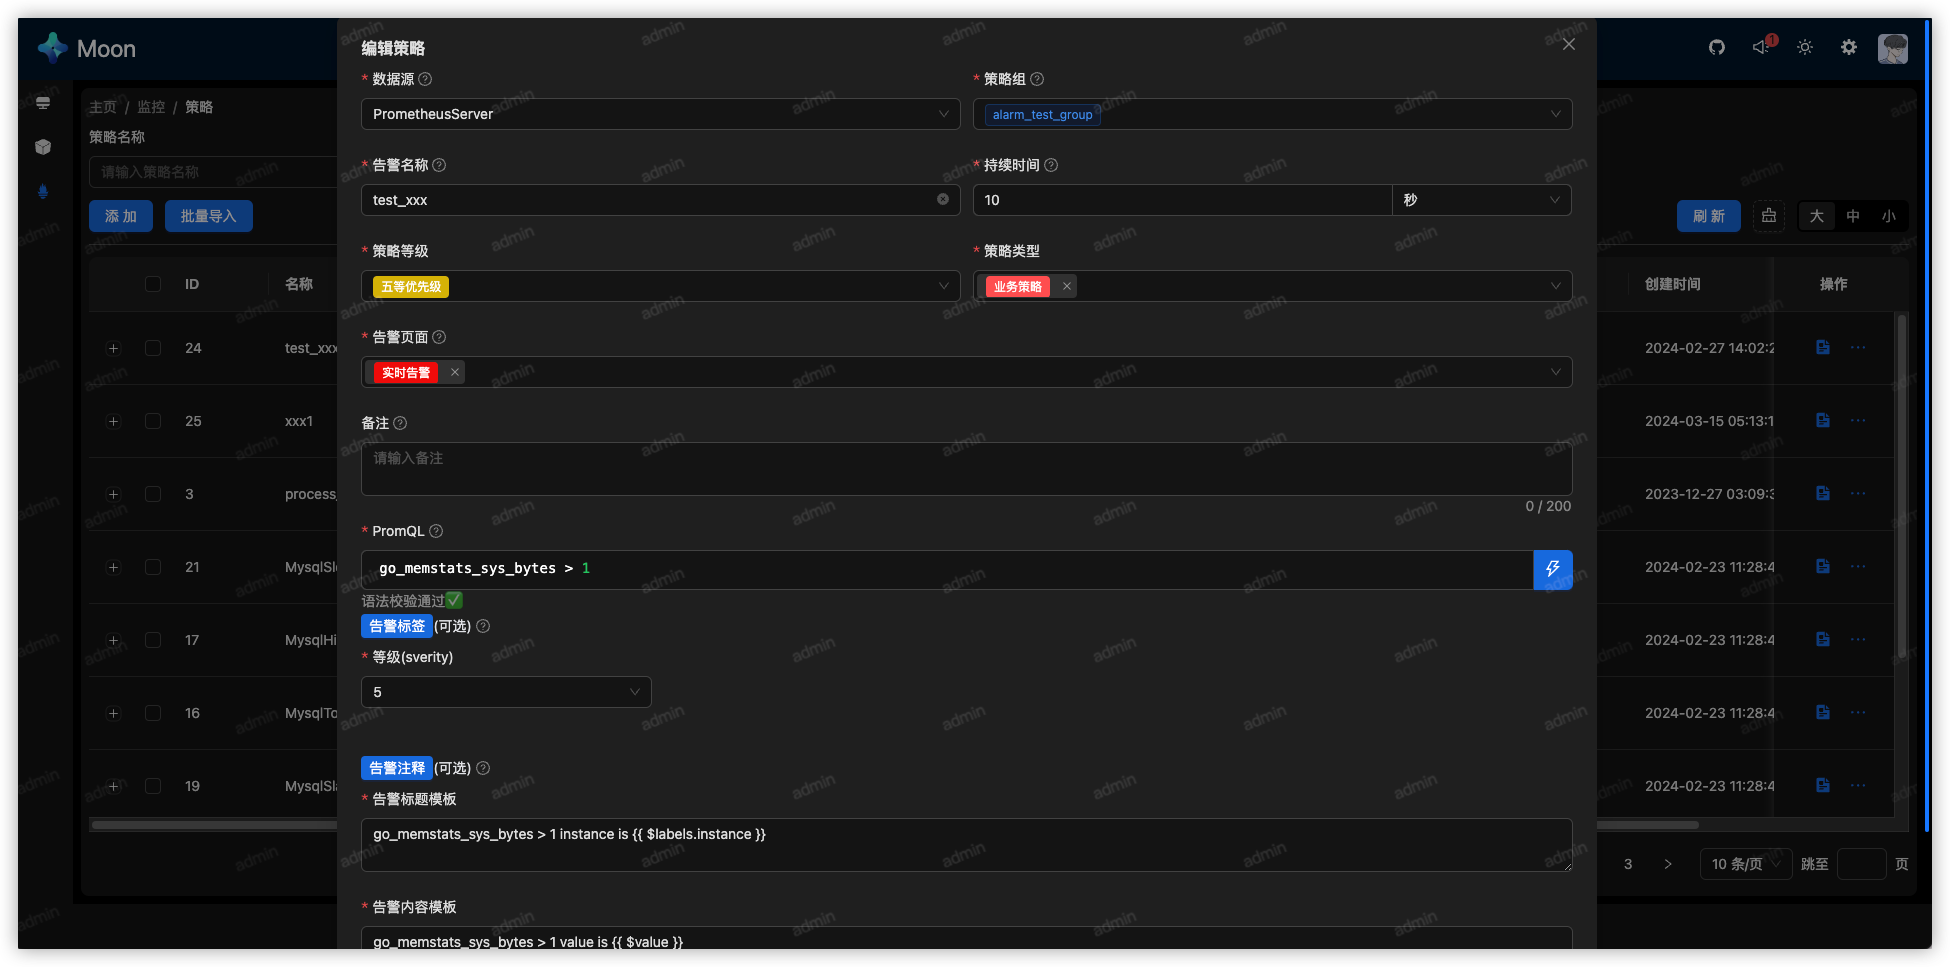 Moon
1
主页 / 监控 / 策略
策略名称
请输入策略名称
添 加
批量导入
刷 新
大
中
小
ID
名称
创建时间
操作
24
test_xxx
2024-02-27 14:02:2
25
xxx1
2024-03-15 05:13:1
3
process_
2023-12-27 03:09:3
21
MysqlSl
2024-02-23 11:28:4
17
MysqlHi
2024-02-23 11:28:4
16
MysqlTo
2024-02-23 11:28:4
19
MysqlSl
2024-02-23 11:28:4
3
>
10 条/页
跳至
页
编辑策略
* 数据源
PrometheusServer
* 策略组
alarm_test_group
* 告警名称
test_xxx
* 持续时间
10
秒
* 策略等级
五等优先级
* 策略类型
业务策略
* 告警页面
实时告警
备注
请输入备注
0 / 200
* PromQL
go_memstats_sys_bytes > 1
语法校验通过✅
告警标签 (可选)
* 等级(sverity)
5
告警注释 (可选)
* 告警标题模板
go_memstats_sys_bytes > 1 instance is {{ $labels.instance }}
* 告警内容模板
go_memstats_sys_bytes > 1 value is {{ $value }}
admin